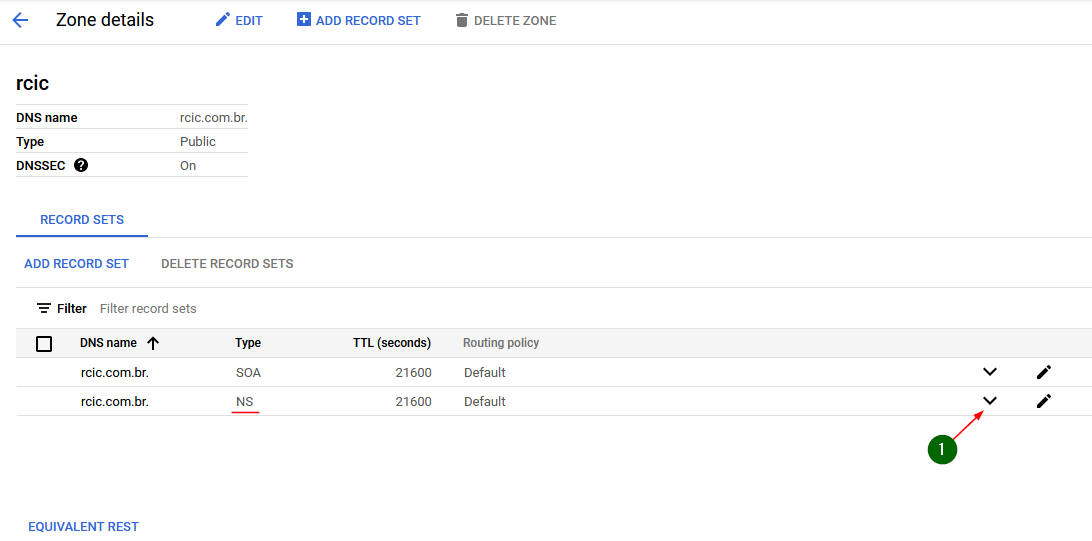 Zone details EDIT ADD RECORD SET DELETE ZONE
rcic
DNS name rcic.com.br.
Type Public
DNSSEC ? On
RECORD SETS
ADD RECORD SET DELETE RECORD SETS
Filter Filter record sets
DNS name Type TTL (seconds) Routing policy
rcic.com.br. SOA 21600 Default
rcic.com.br. NS 21600 Default
1
EQUIVALENT REST